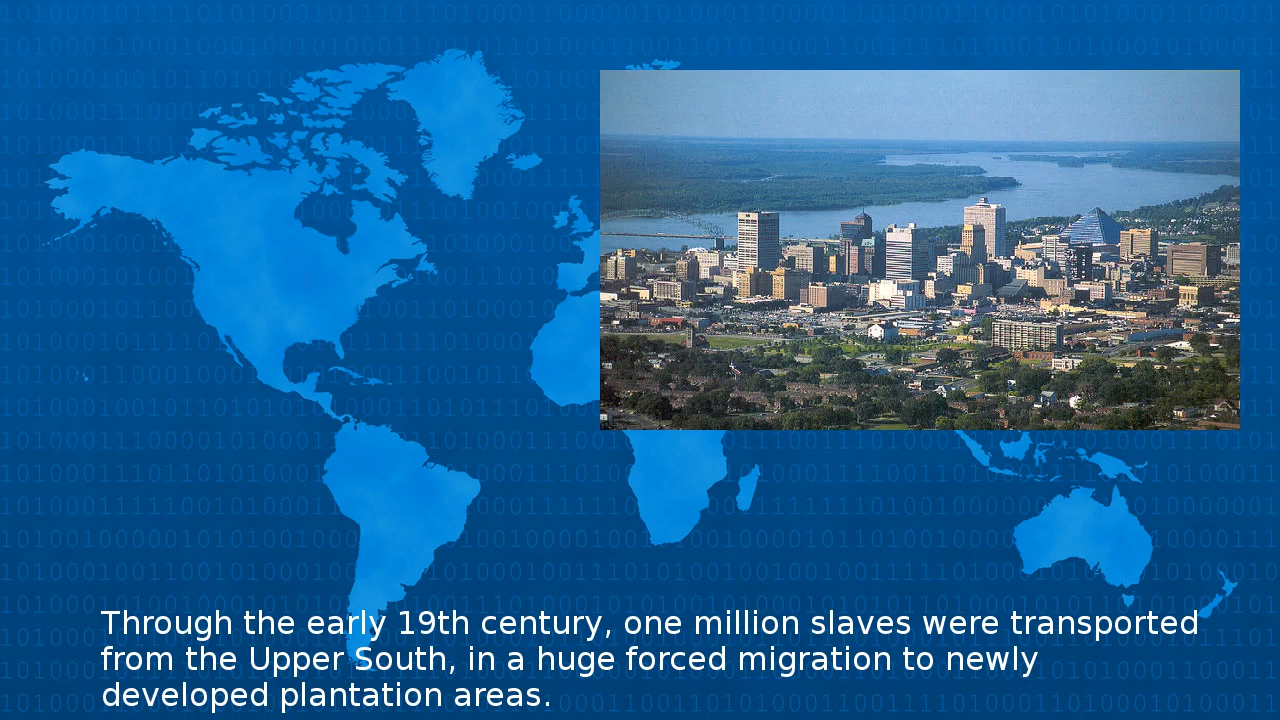 Through the early 19th century, one million slaves were transported
from the Upper South, in a huge forced migration to newly
developed plantation areas.